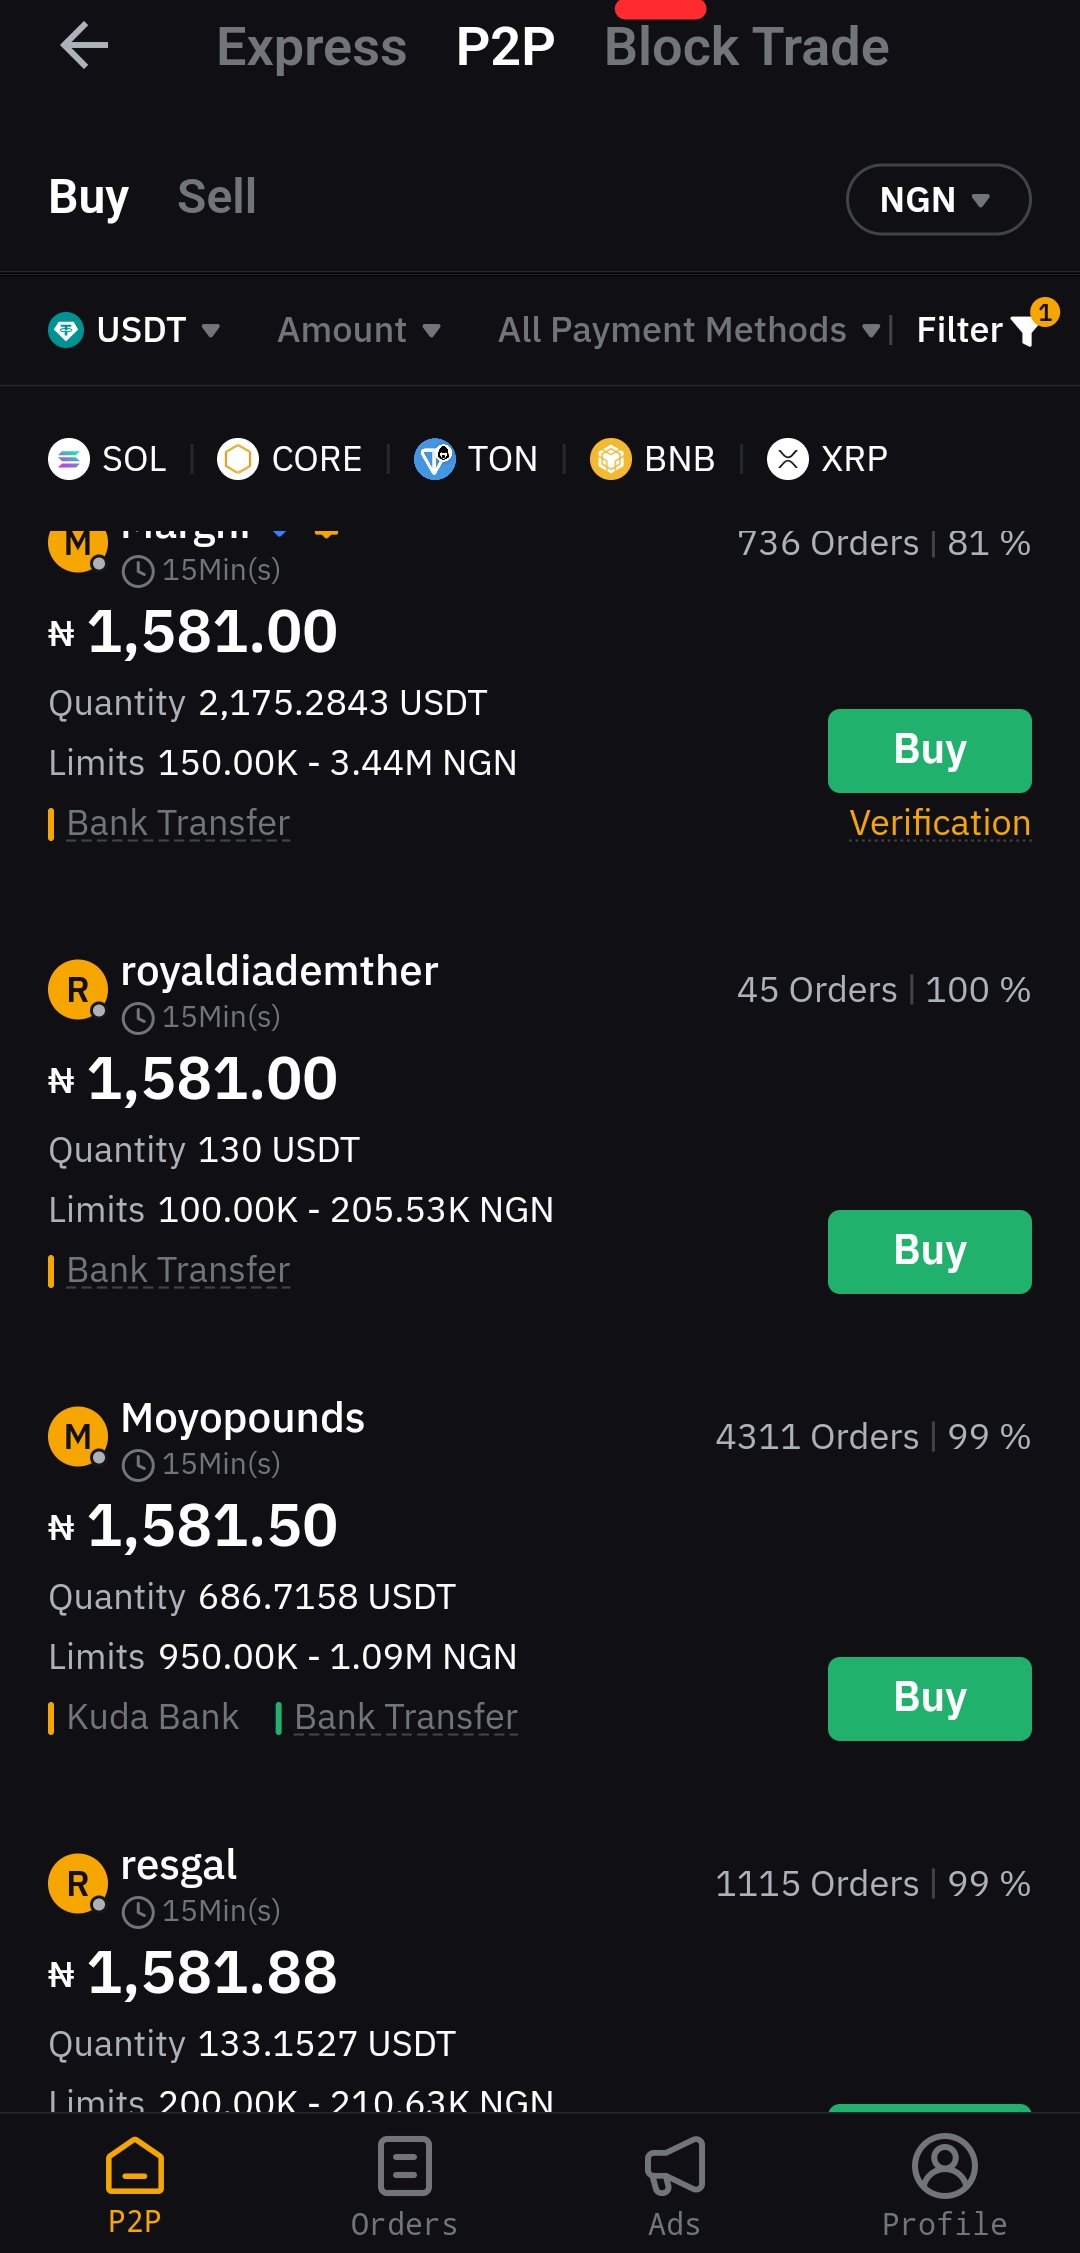 Express P2P Block Trade
Buy Sell NGN
USDT Amount All Payment Methods Filter 1
SOL CORE TON BNB XRP
M 736 Orders | 81 %
15Min(s)
₦ 1,581.00
Quantity 2,175.2843 USDT
Limits 150.00K - 3.44M NGN
Buy
Bank Transfer
Verification
R royaldiademther 45 Orders | 100 %
15Min(s)
₦ 1,581.00
Quantity 130 USDT
Limits 100.00K - 205.53K NGN
Buy
Bank Transfer
M Moyopounds 4311 Orders | 99 %
15Min(s)
₦ 1,581.50
Quantity 686.7158 USDT
Limits 950.00K - 1.09M NGN
Buy
Kuda Bank Bank Transfer
R resgal 1115 Orders | 99 %
15Min(s)
₦ 1,581.88
Quantity 133.1527 USDT
Limits 200.00K - 210.63K NGN
P2P Orders Ads Profile